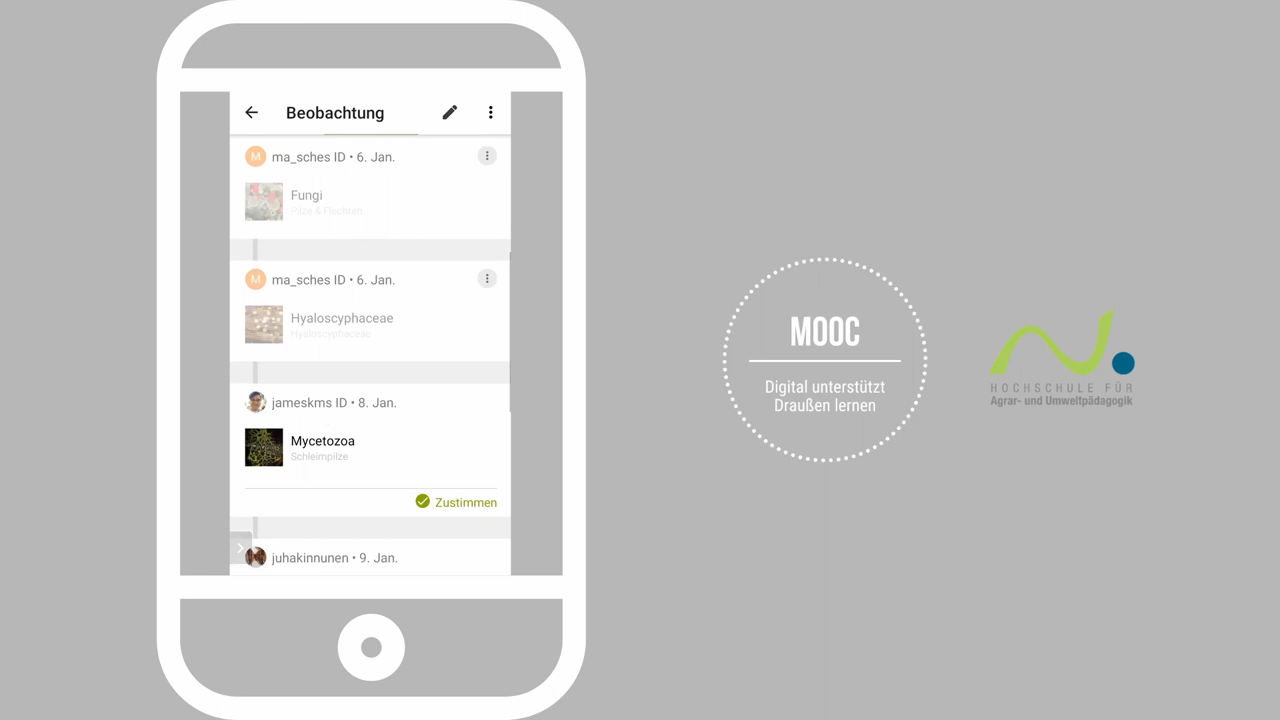 Beobachtung
M ma_sches ID • 6. Jan.
Fungi
Pilze & Flechten
M ma_sches ID • 6. Jan.
Hyaloscyphaceae
Hyaloscyphaceae
jameskms ID • 8. Jan.
Mycetozoa
Schleimpilze
Zustimmen
juhakinnunen • 9. Jan.
MOOC
Digital unterstützt
Draußen lernen
HOCHSCHULE FÜR
Agrar- und Umweltpädagogik